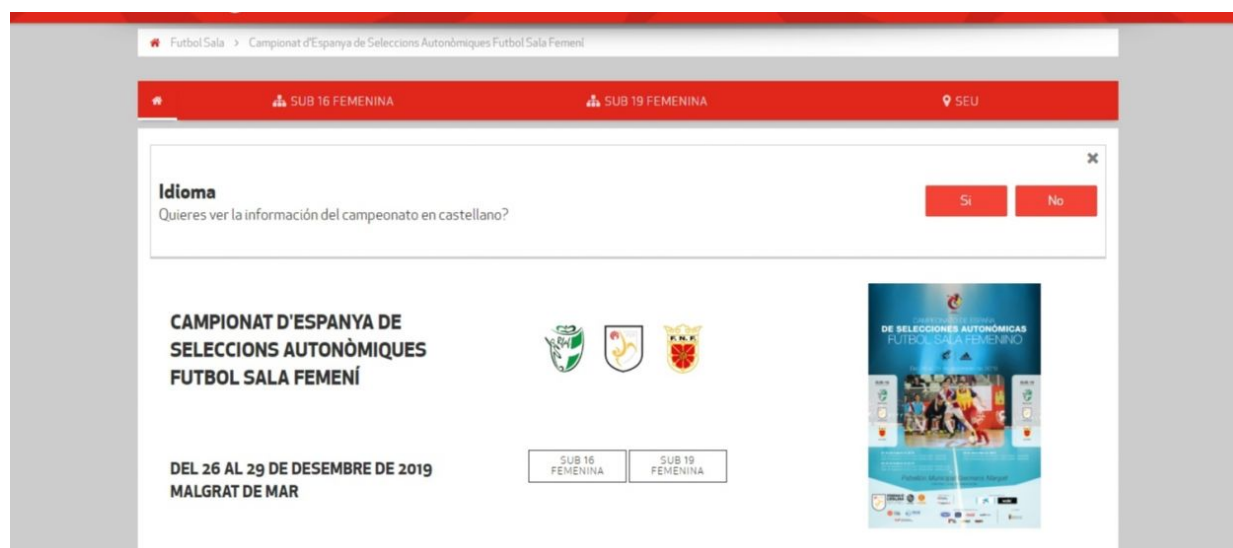 Futbol Sala > Campionat d'Espanya de Seleccions Autonòmiques Futbol Sala Femení
SUB 16 FEMENINA
SUB 19 FEMENINA
SEU
Idioma
Quieres ver la información del campeonato en castellano?
Si
No
CAMPIONAT D'ESPANYA DE
SELECCIONS AUTONÒMIQUES
FUTBOL SALA FEMENÍ
F.N.F.
DEL 26 AL 29 DE DESEMBRE DE 2019
MALGRAT DE MAR
SUB 16
FEMENINA
SUB 19
FEMENINA
CAMPEONATO DE ESPAÑA
DE SELECCIONES AUTONÓMICAS
FUTBOL SALA FEMENINO